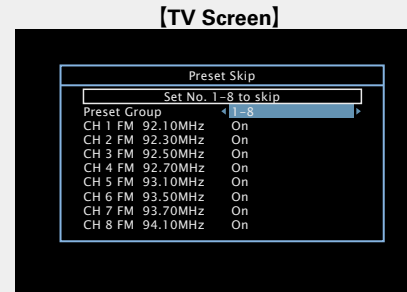 【TV Screen】
Preset Skip
Set No. 1-8 to skip
Preset Group 1-8
CH 1 FM 92.10MHz On
CH 2 FM 92.30MHz On
CH 3 FM 92.50MHz On
CH 4 FM 92.70MHz On
CH 5 FM 93.10MHz On
CH 6 FM 93.50MHz On
CH 7 FM 93.70MHz On
CH 8 FM 94.10MHz On